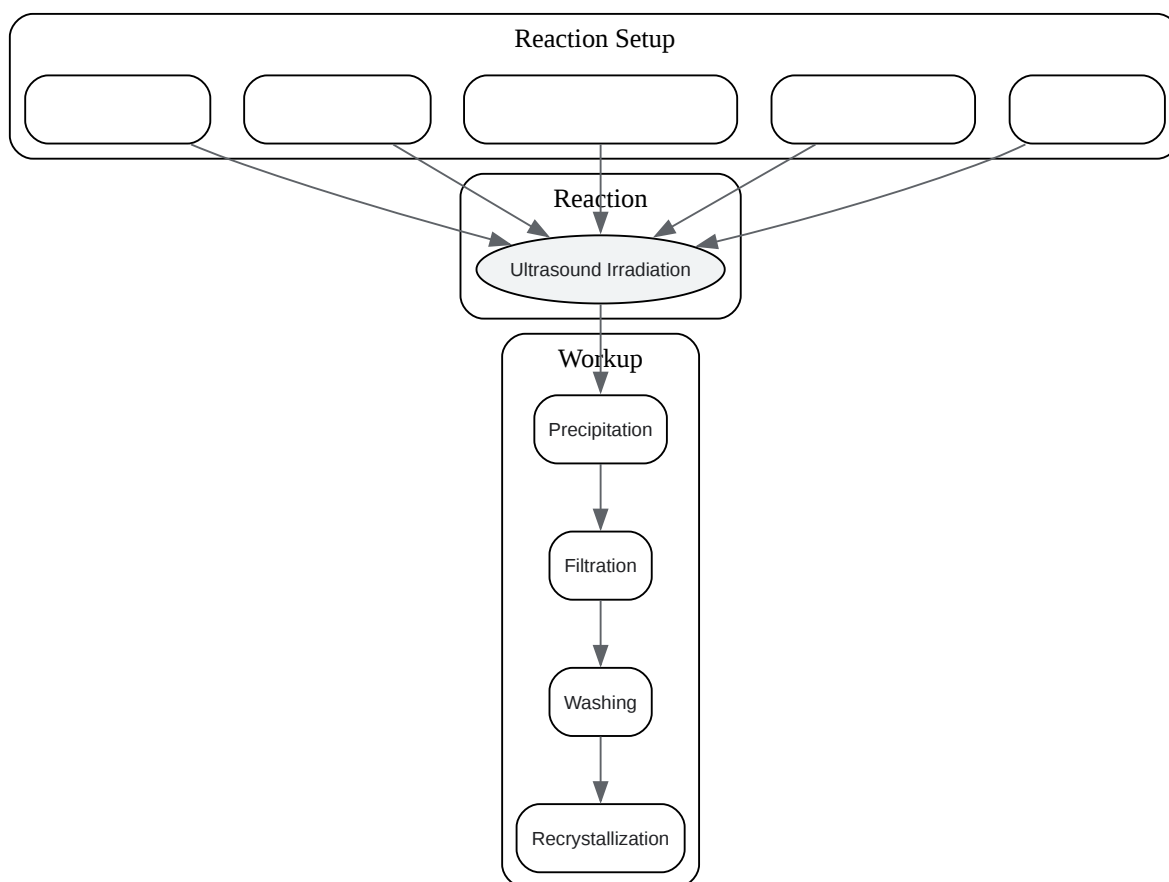 Reaction Setup
Reaction
Ultrasound Irradiation
Workup
Precipitation
Filtration
Washing
Recrystallization